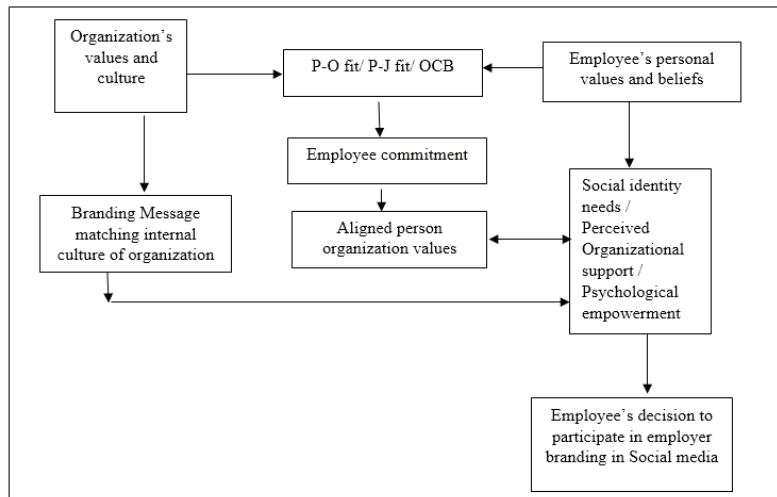 Organization’s
values and
culture
P-O fit/ P-J fit/ OCB
Employee’s personal
values and beliefs
Employee commitment
Branding Message
matching internal
culture of organization
Aligned person
organization values
Social identity
needs /
Perceived
Organizational
support /
Psychological
empowerment
Employee’s decision to
participate in employer
branding in Social media